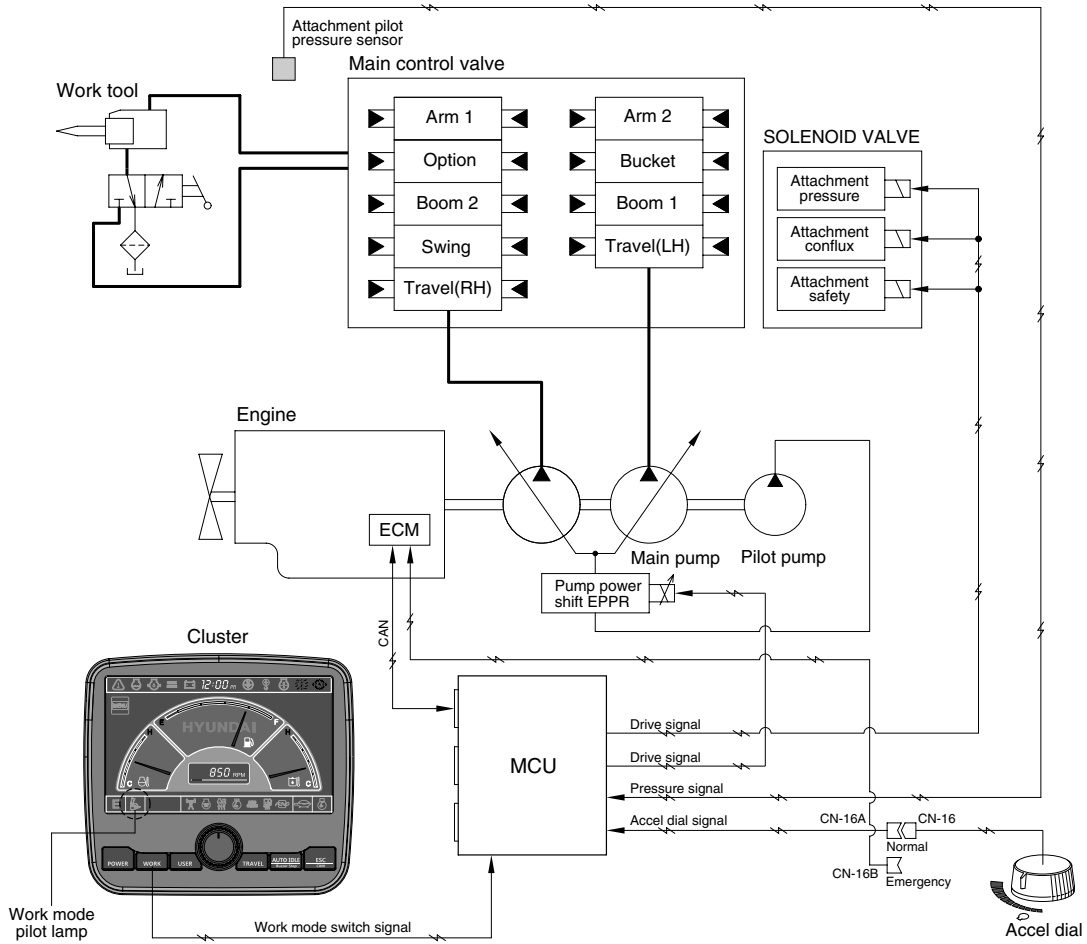 Attachment pilot
pressure sensor
Main control valve
Work tool
Arm 1
Option
Boom 2
Swing
Travel(RH)
Arm 2
Bucket
Boom 1
Travel(LH)
SOLENOID VALVE
Attachment
pressure
Attachment
conflux
Attachment
safety
Engine
ECM
Main pump
Pilot pump
Pump power
shift EPPR
CAN
Cluster
12:00 m
E
F
HYUNDAI
MENU
H
H
C
C
850 RPM
E
POWER
WORK
USER
TRAVEL
AUTO IDLE
Buzzer Stop
ESC
CAM
MCU
Drive signal
Drive signal
Pressure signal
Accel dial signal
CN-16A
CN-16
Normal
CN-16B
Emergency
Accel dial
Work mode
pilot lamp
Work mode switch signal